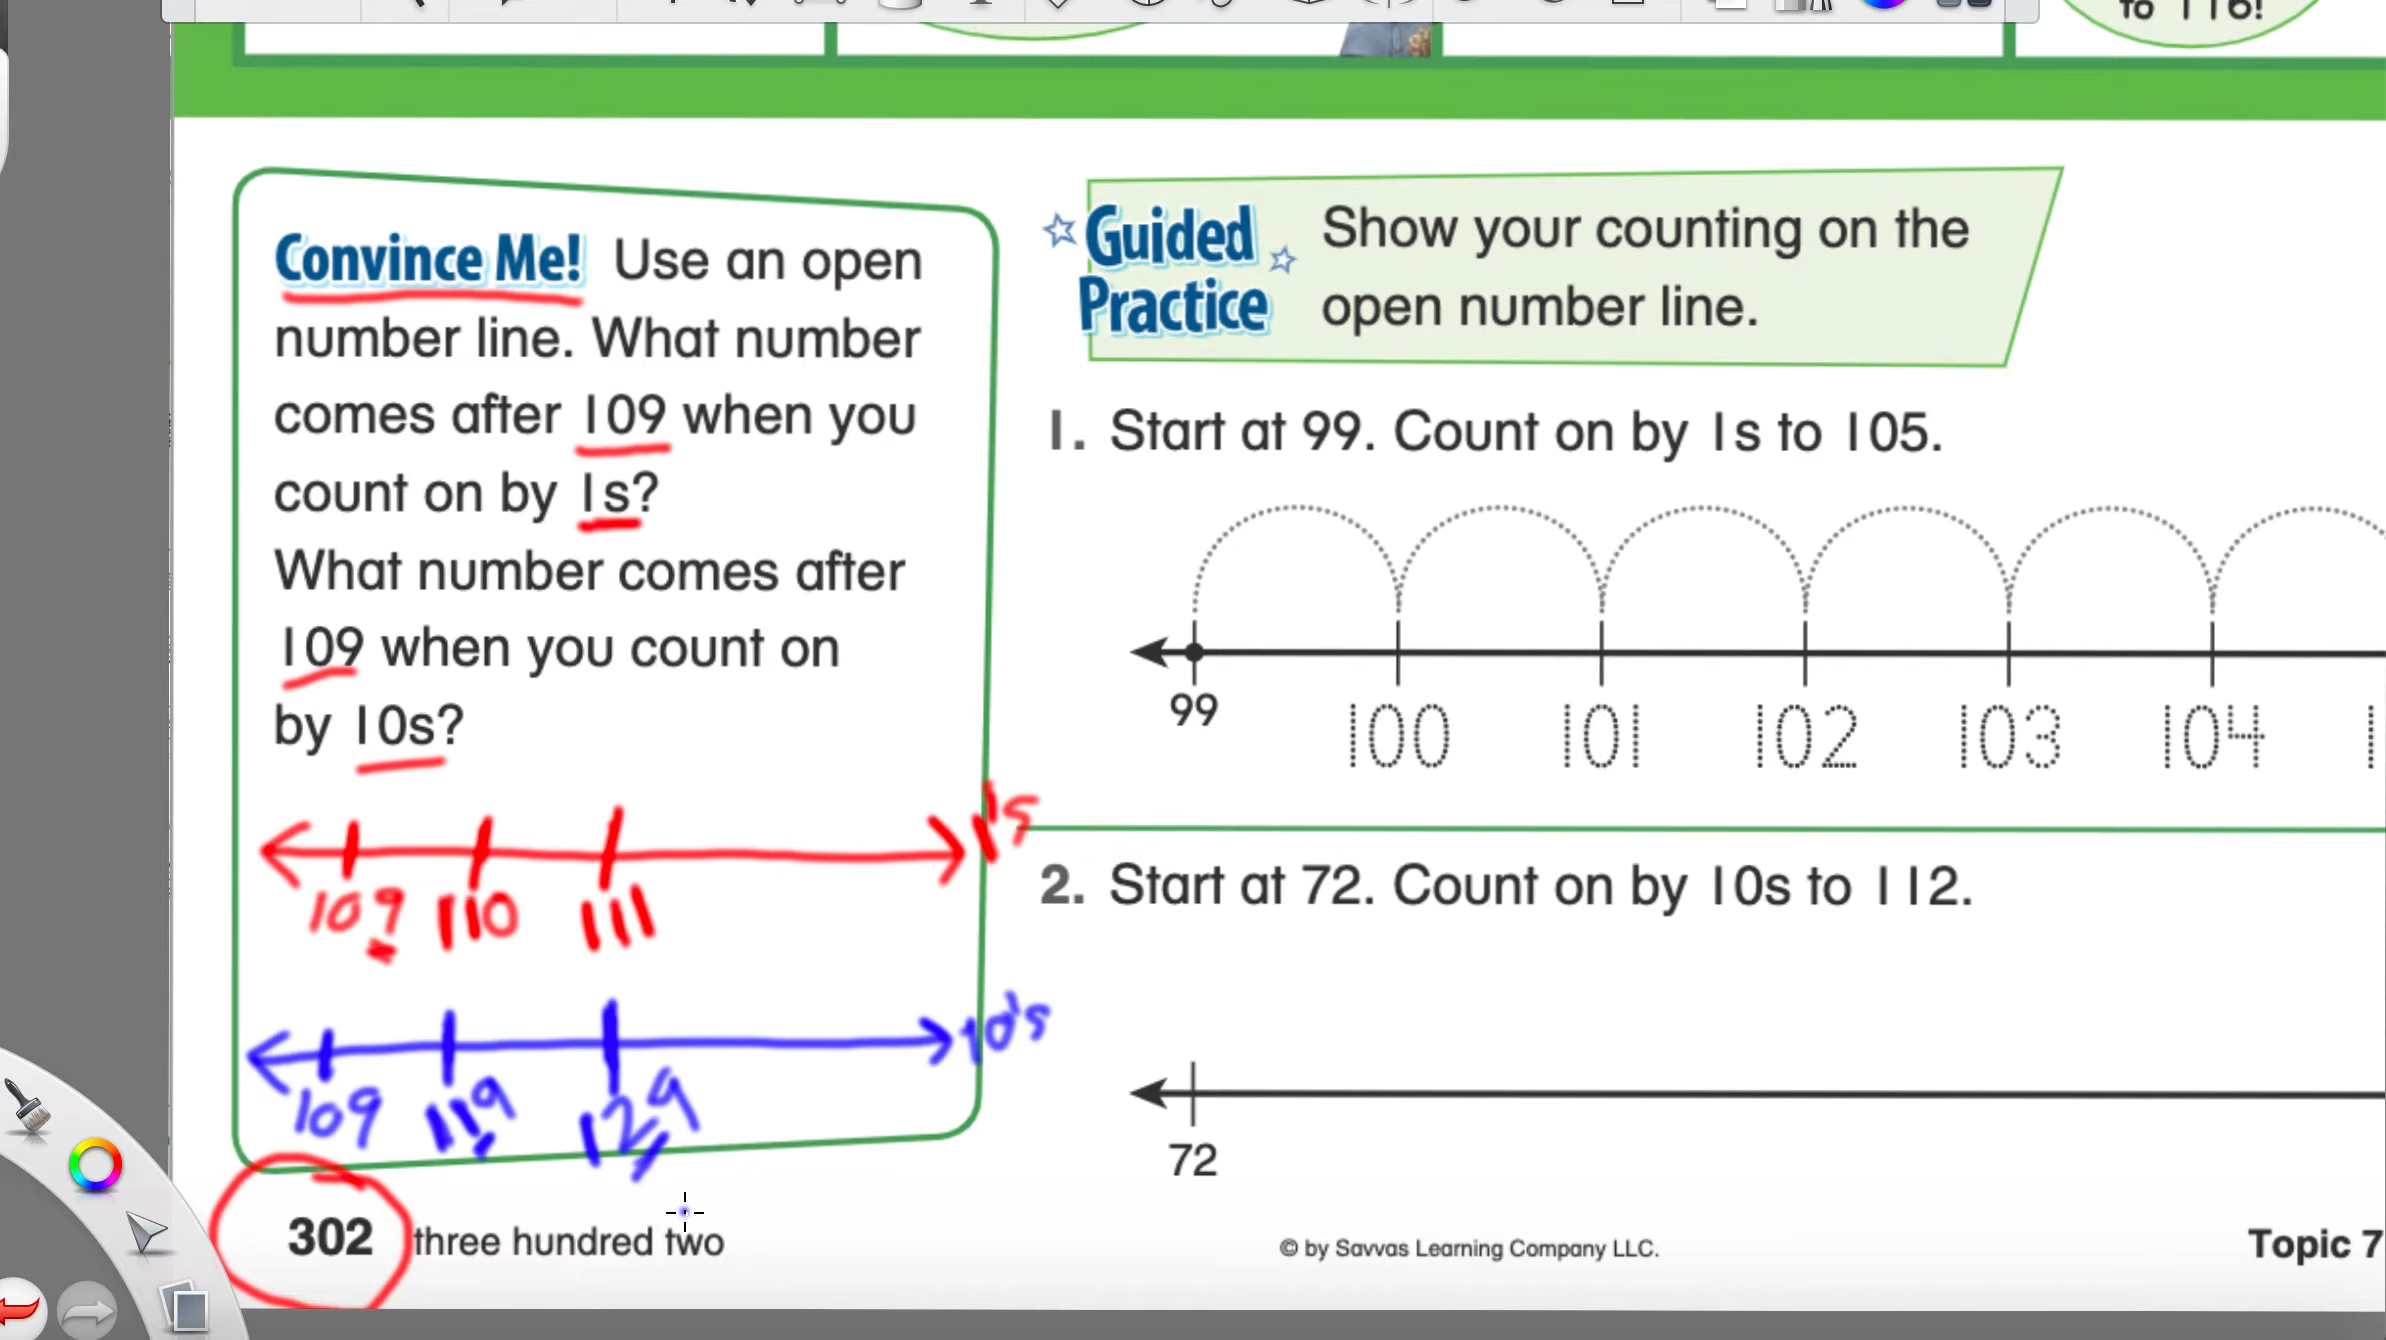 to 116!
Convince Me! Use an open
number line. What number
comes after 109 when you
count on by 1s?
What number comes after
109 when you count on
by 10s?
1's
109 110 111
10's
109 119 129
302 three hundred two
Guided Practice
Show your counting on the
open number line.
1. Start at 99. Count on by 1s to 105.
99 100 101 102 103 104
2. Start at 72. Count on by 10s to 112.
72
© by Savvas Learning Company LLC.
Topic 7